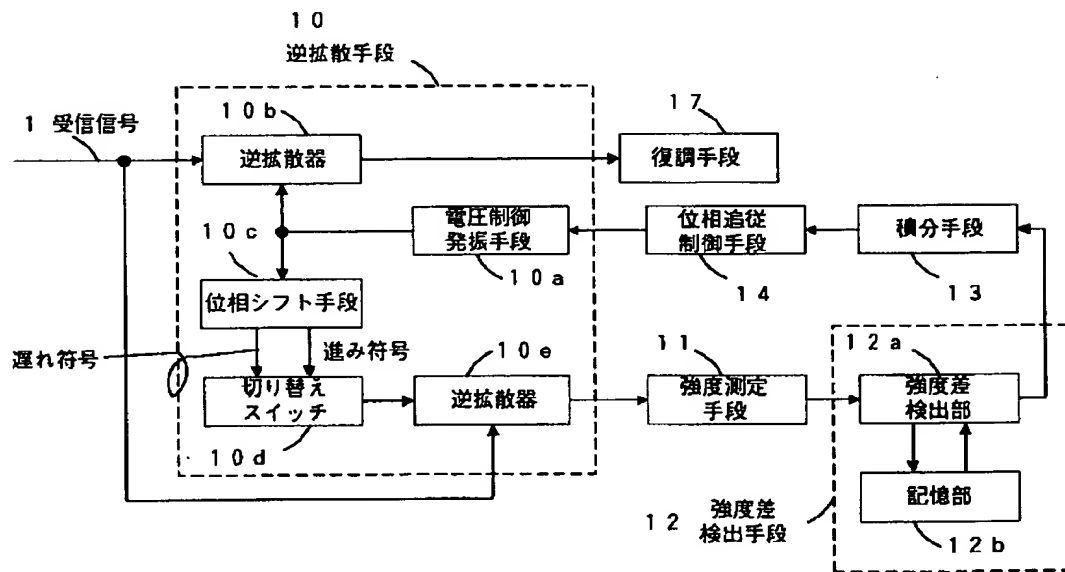 10
逆拡散手段
1 受信信号
10b
逆拡散器
17
復調手段
10c
電圧制御
発振手段
10a
位相追従
制御手段
14
積分手段
13
位相シフト手段
遅れ符号
進み符号
切り替え
スイッチ
10d
10e
逆拡散器
11
強度測定
手段
12a
強度差
検出部
記憶部
12b
12 強度差
検出手段